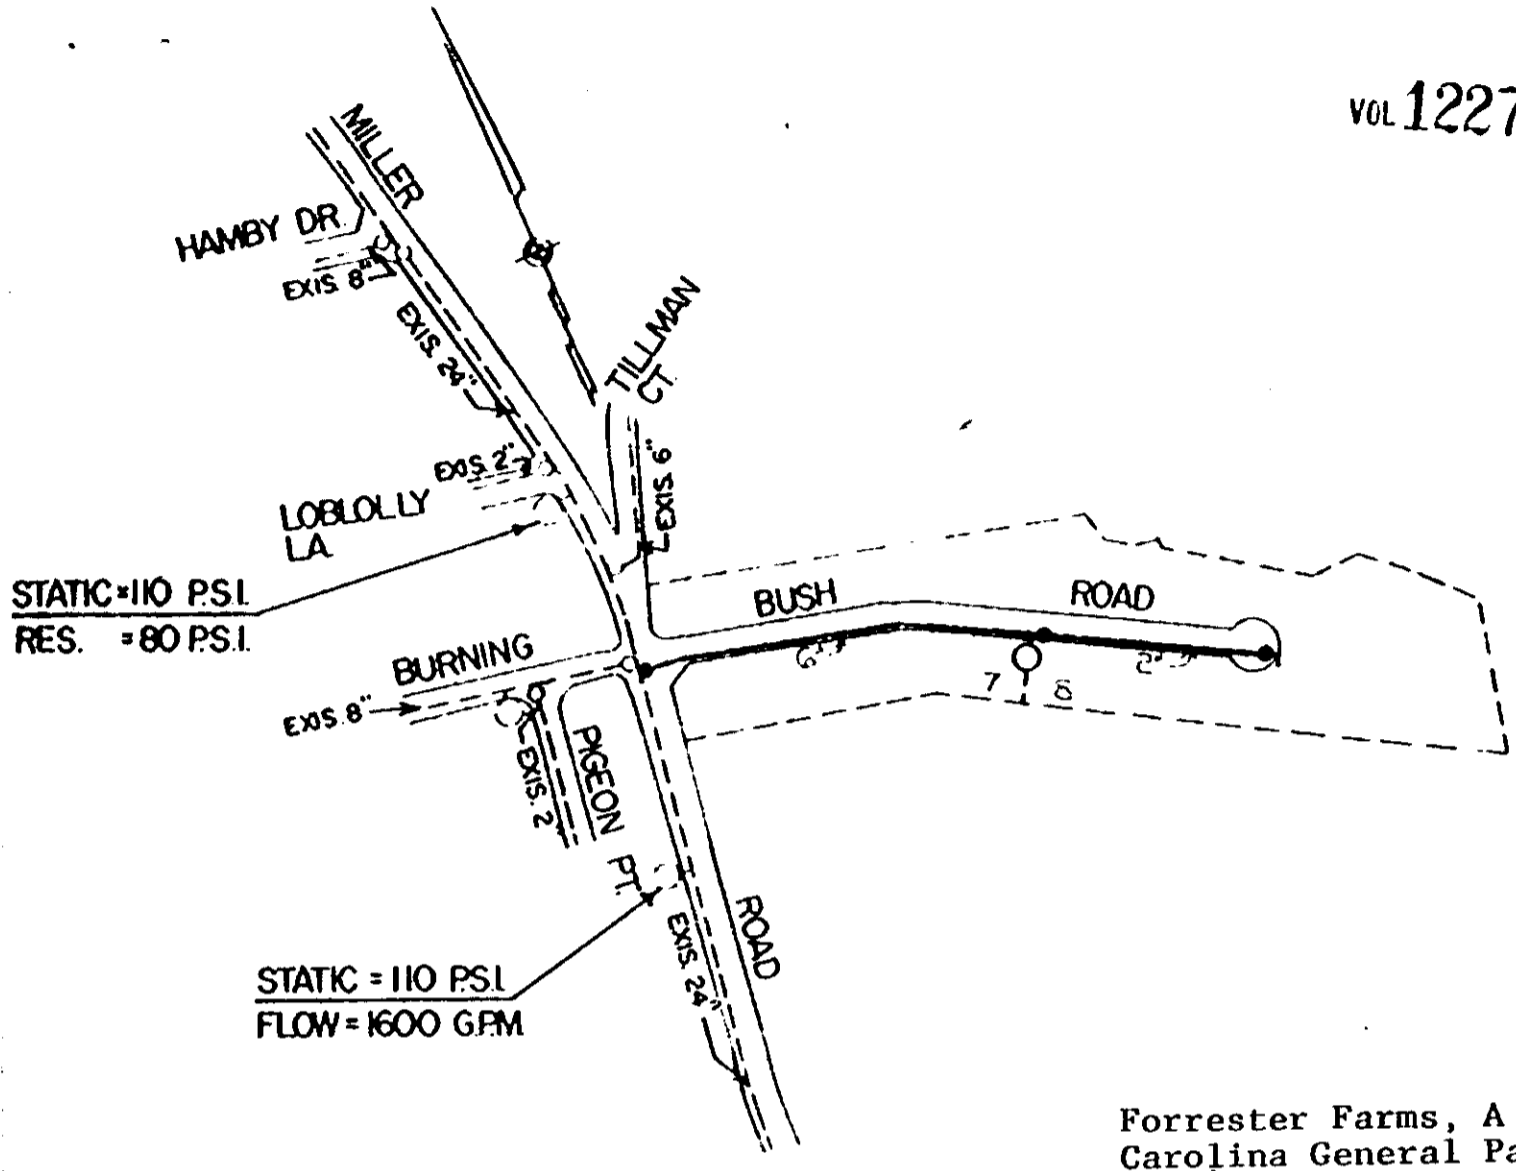 VOL 1227
MILLER
HAMBY DR.
EXIS. 8"
EXIS. 24"
TILLMAN
CT.
EXIS. 2"
EXIS. 6"
LOBLOLLY
LA.
STATIC = 110 P.S.I.
RES. = 80 P.S.I.
BUSH ROAD
BURNING
7 8
EXIS. 8"
EXIS. 2"
PIGEON PT.
ROAD
EXIS. 24"
STATIC = 110 P.S.I.
FLOW = 1600 G.P.M
Forrester Farms, A
Carolina General Pa